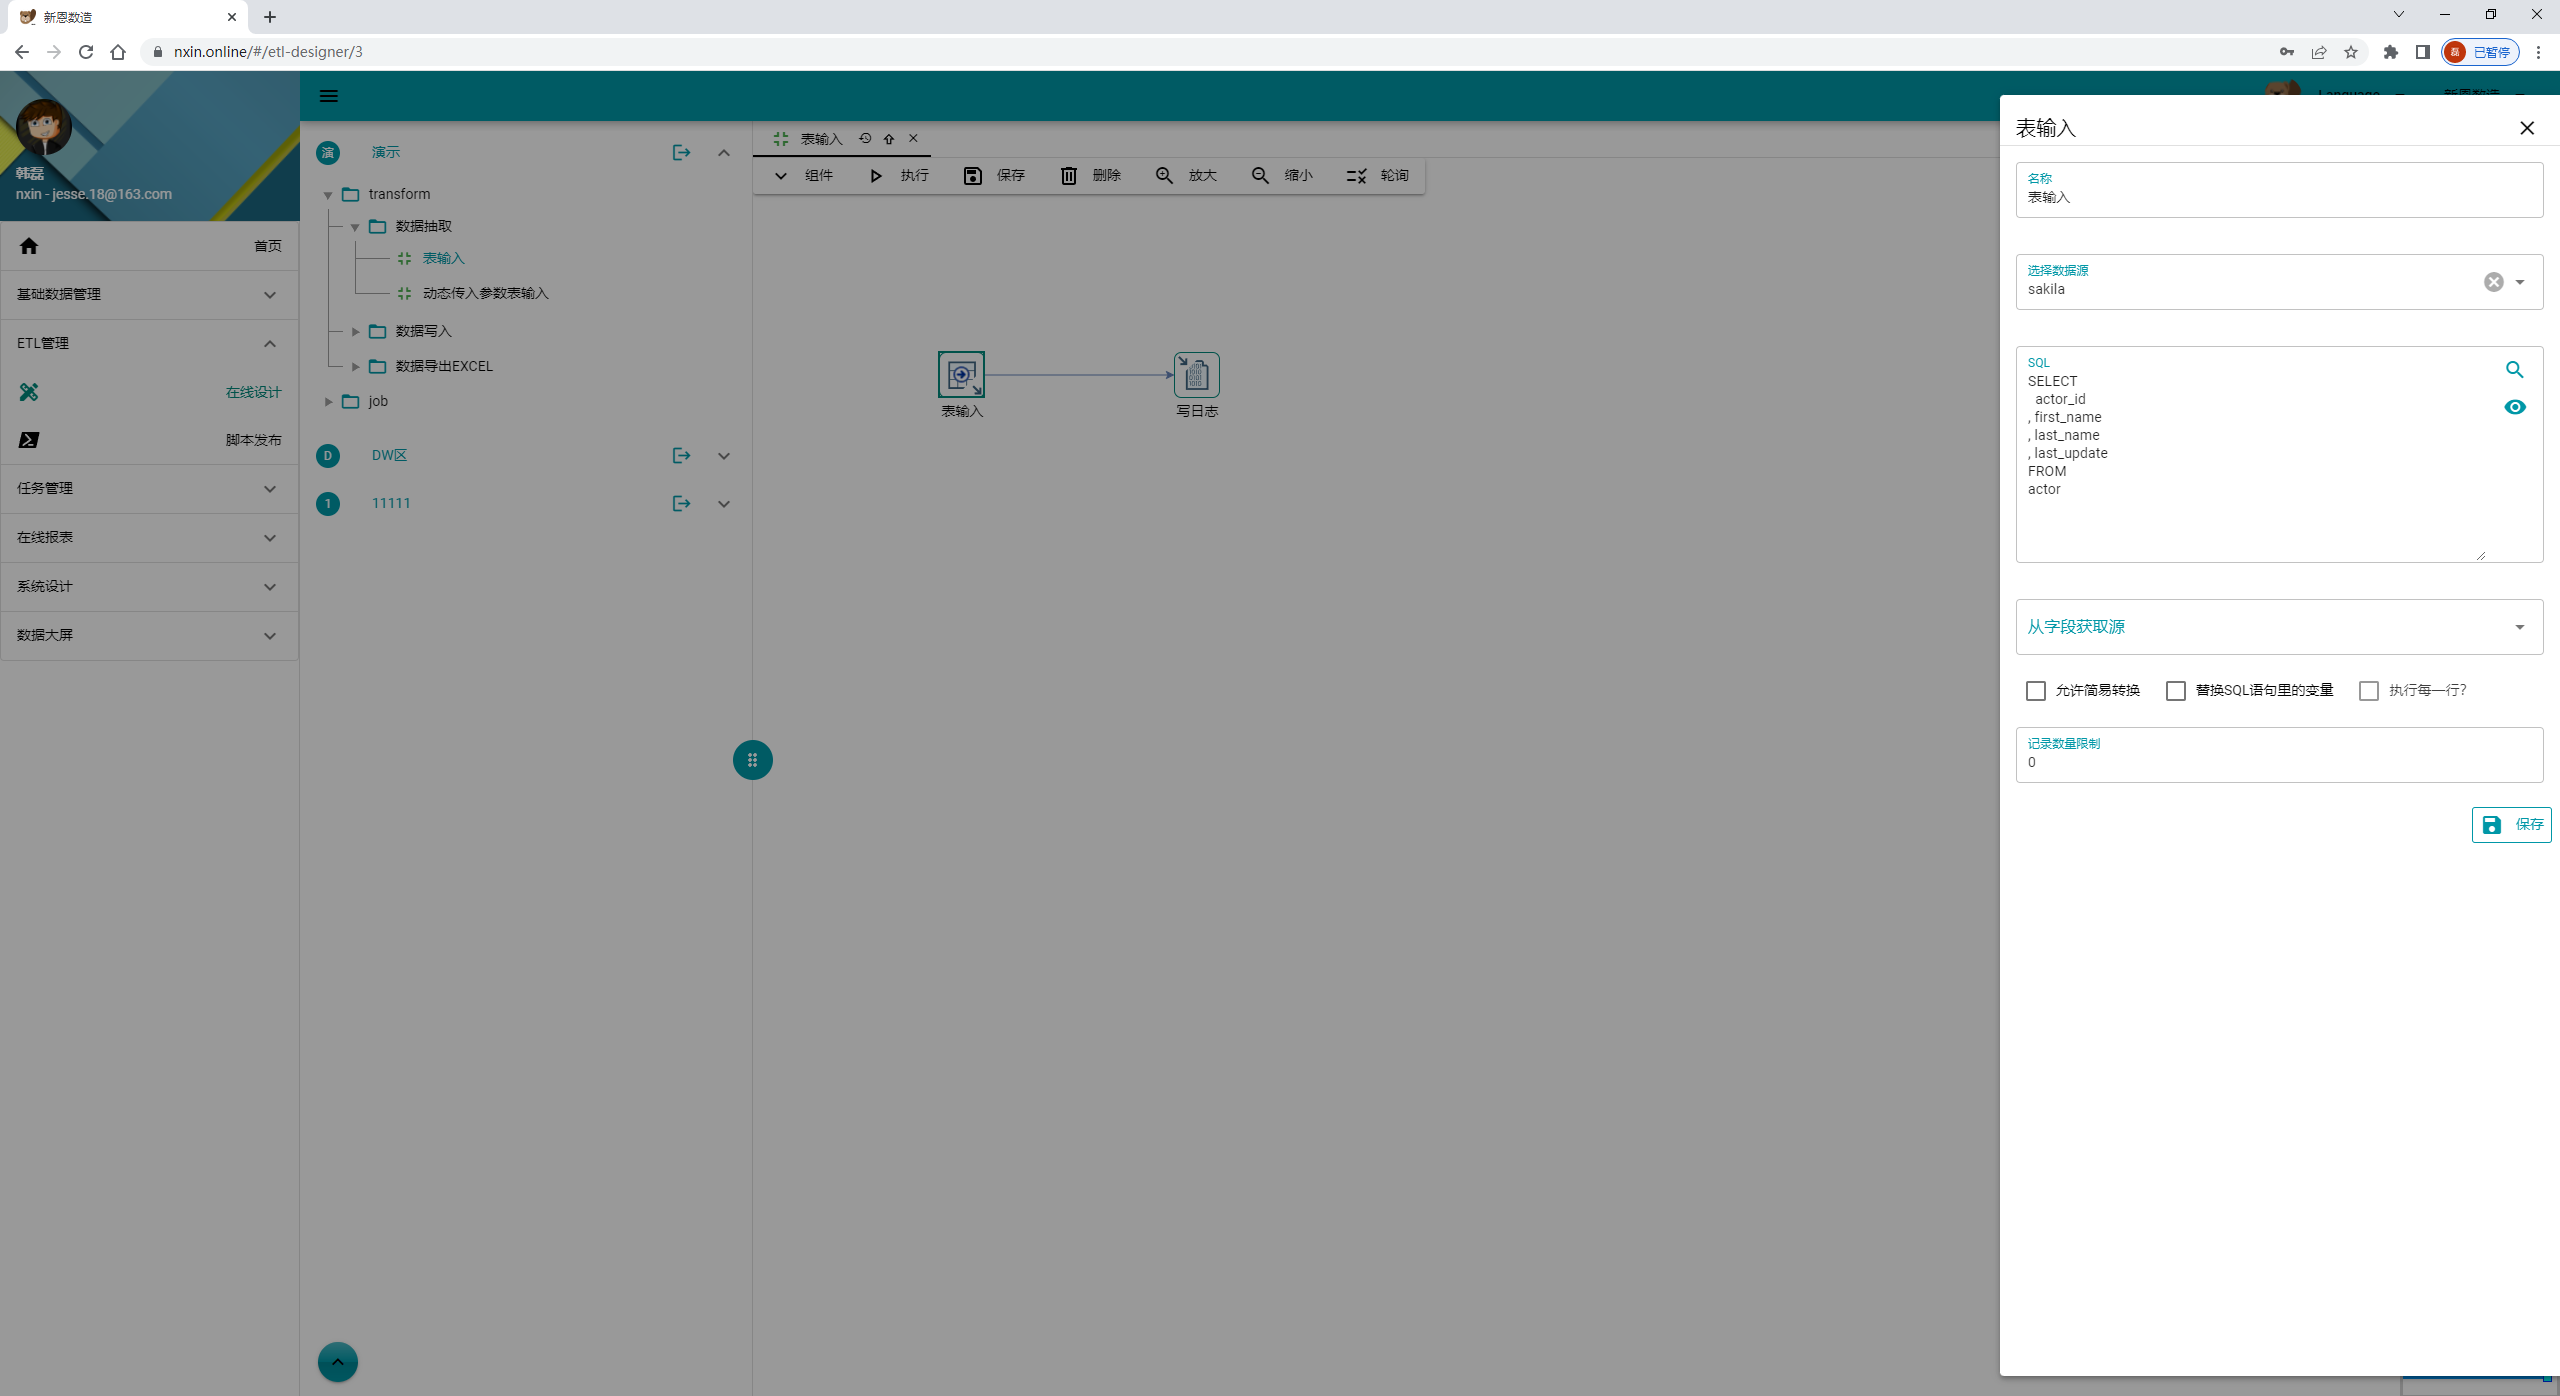 新恩数造
nxin.online/#/etl-designer/3
磊 已暂停
韩磊
nxin - jesse.18@163.com
首页
基础数据管理
ETL管理
在线设计
脚本发布
任务管理
在线报表
系统设计
数据大屏
演 演示
transform
数据抽取
表输入
动态传入参数表输入
数据写入
数据导出EXCEL
job
D DW区
1 11111
表输入
组件 执行 保存 删除 放大 缩小 轮询
表输入 写日志
Language 新恩数造
表输入
名称
表输入
选择数据源
sakila
SQL
SELECT
actor_id
, first_name
, last_name
, last_update
FROM
actor
从字段获取源
允许简易转换 替换SQL语句里的变量 执行每一行?
记录数量限制
0
保存